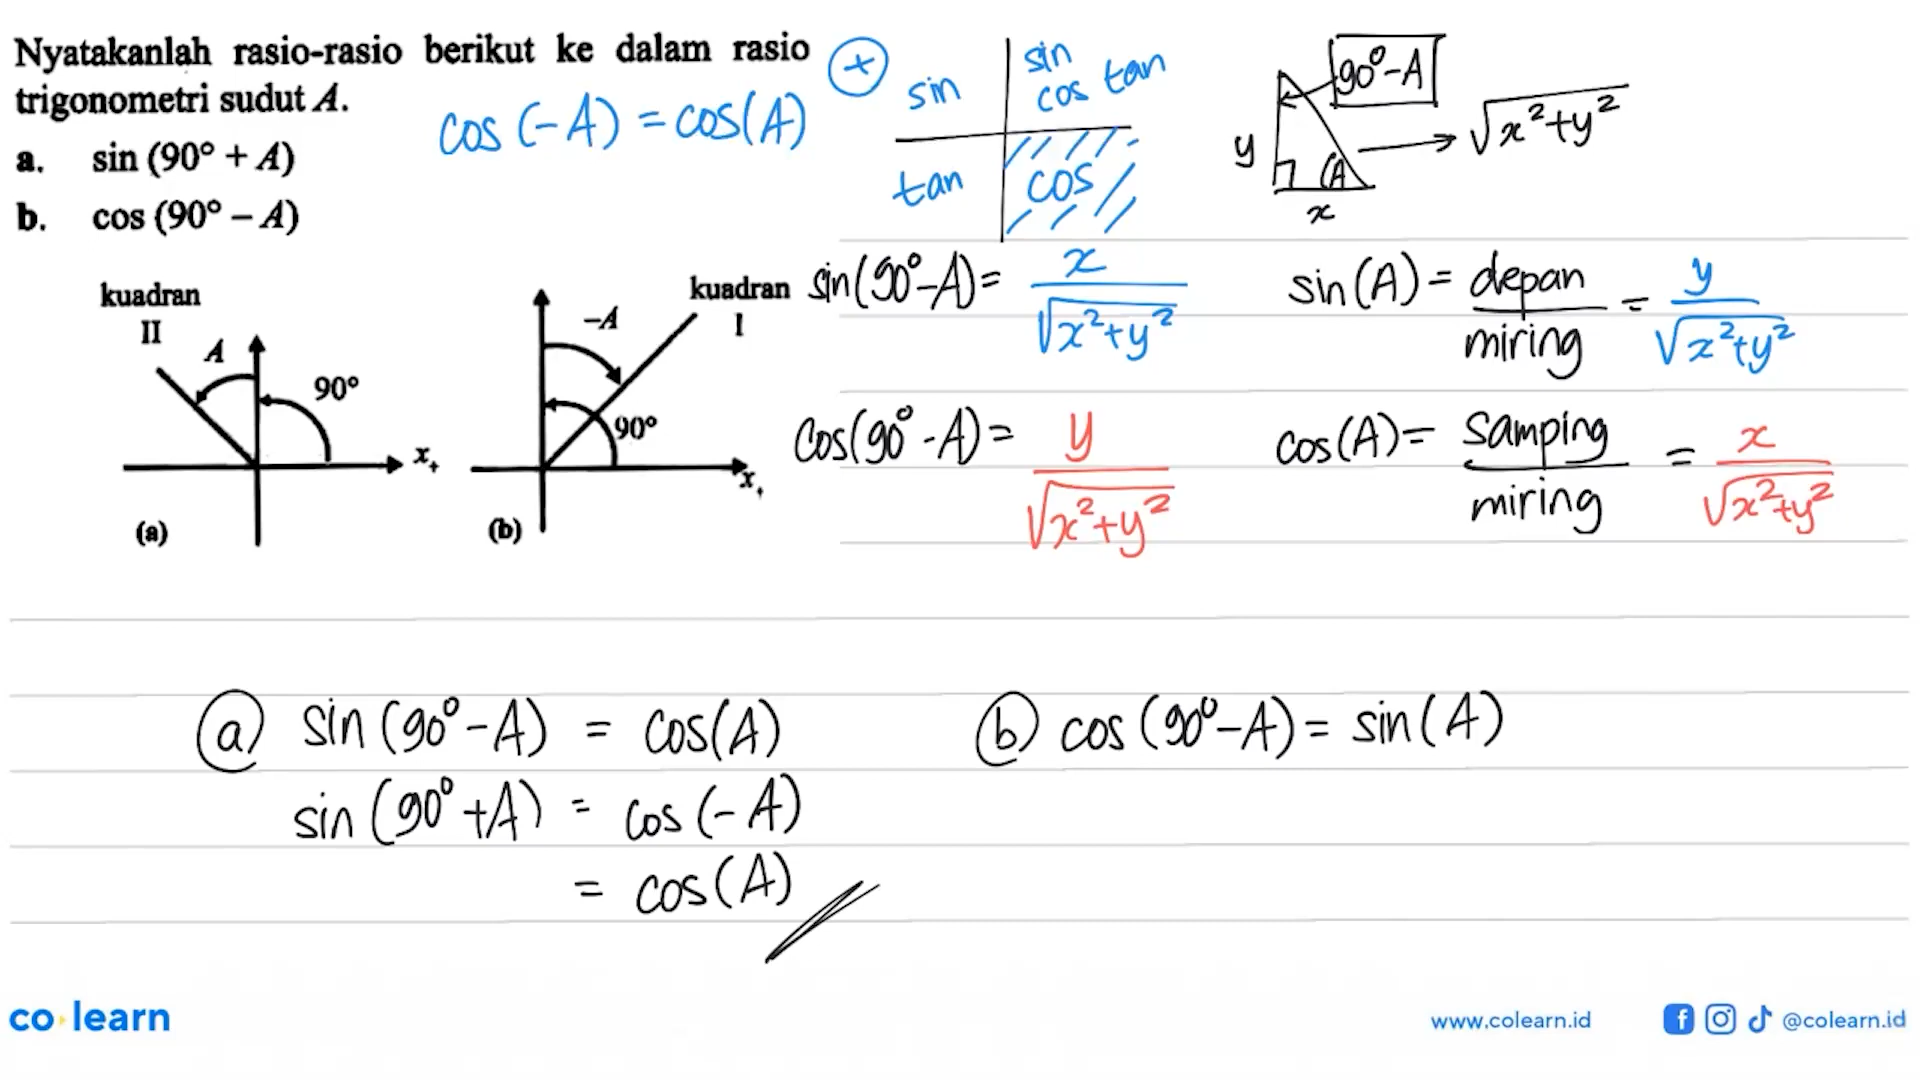 Nyatakanlah rasio-rasio berikut ke dalam rasio
trigonometri sudut A.
a. sin (90° + A)
b. cos (90° – A)
cos (-A) = cos(A)
+
sin
sin
cos tan
tan
cos
90° - A
y
A
x
√x²+y²
kuadran
II
A
90°
x+
(a)
kuadran
I
-A
90°
x+
(b)
sin(90°-A) = x / √x²+y²
sin(A) = depan / miring = y / √x²+y²
cos(90°-A) = y / √x²+y²
cos(A) = samping / miring = x / √x²+y²
(a) sin (90°-A) = cos(A)
sin (90°+A) = cos (-A)
= cos(A)
(b) cos (90°-A) = sin(A)
co learn
www.colearn.id
@colearn.id